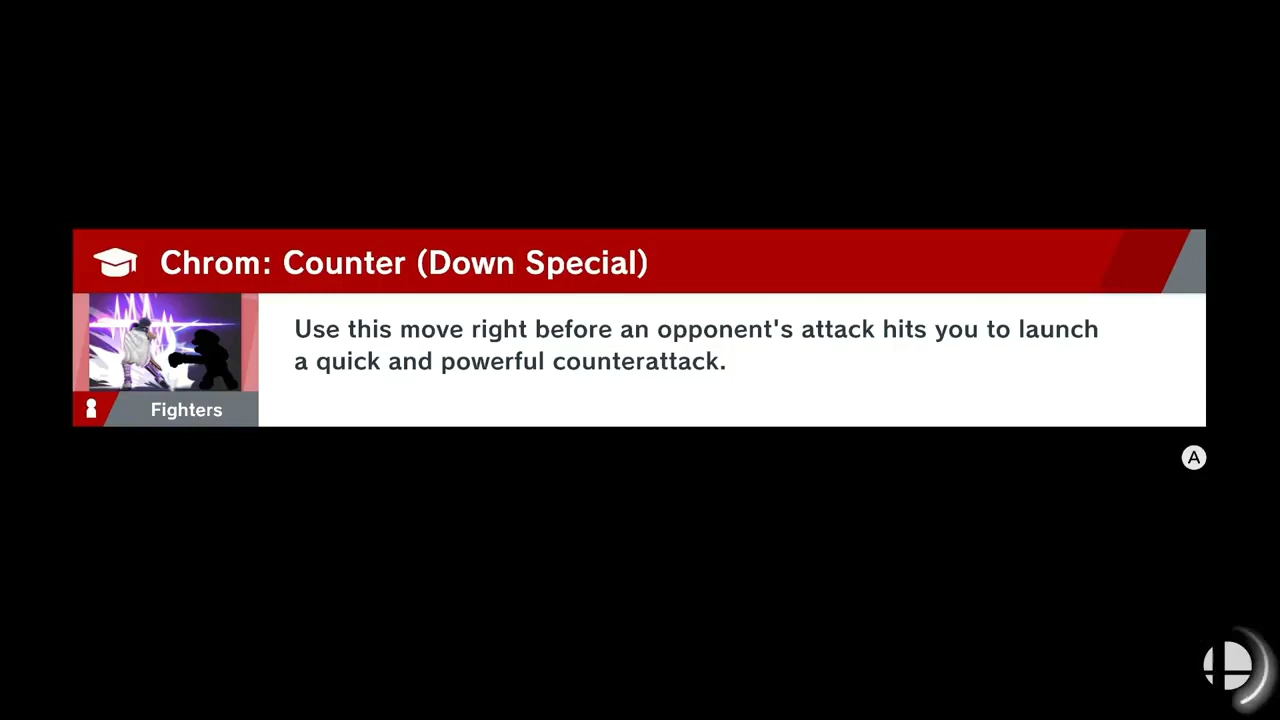 Chrom: Counter (Down Special)
Use this move right before an opponent's attack hits you to launch
a quick and powerful counterattack.
Fighters
A